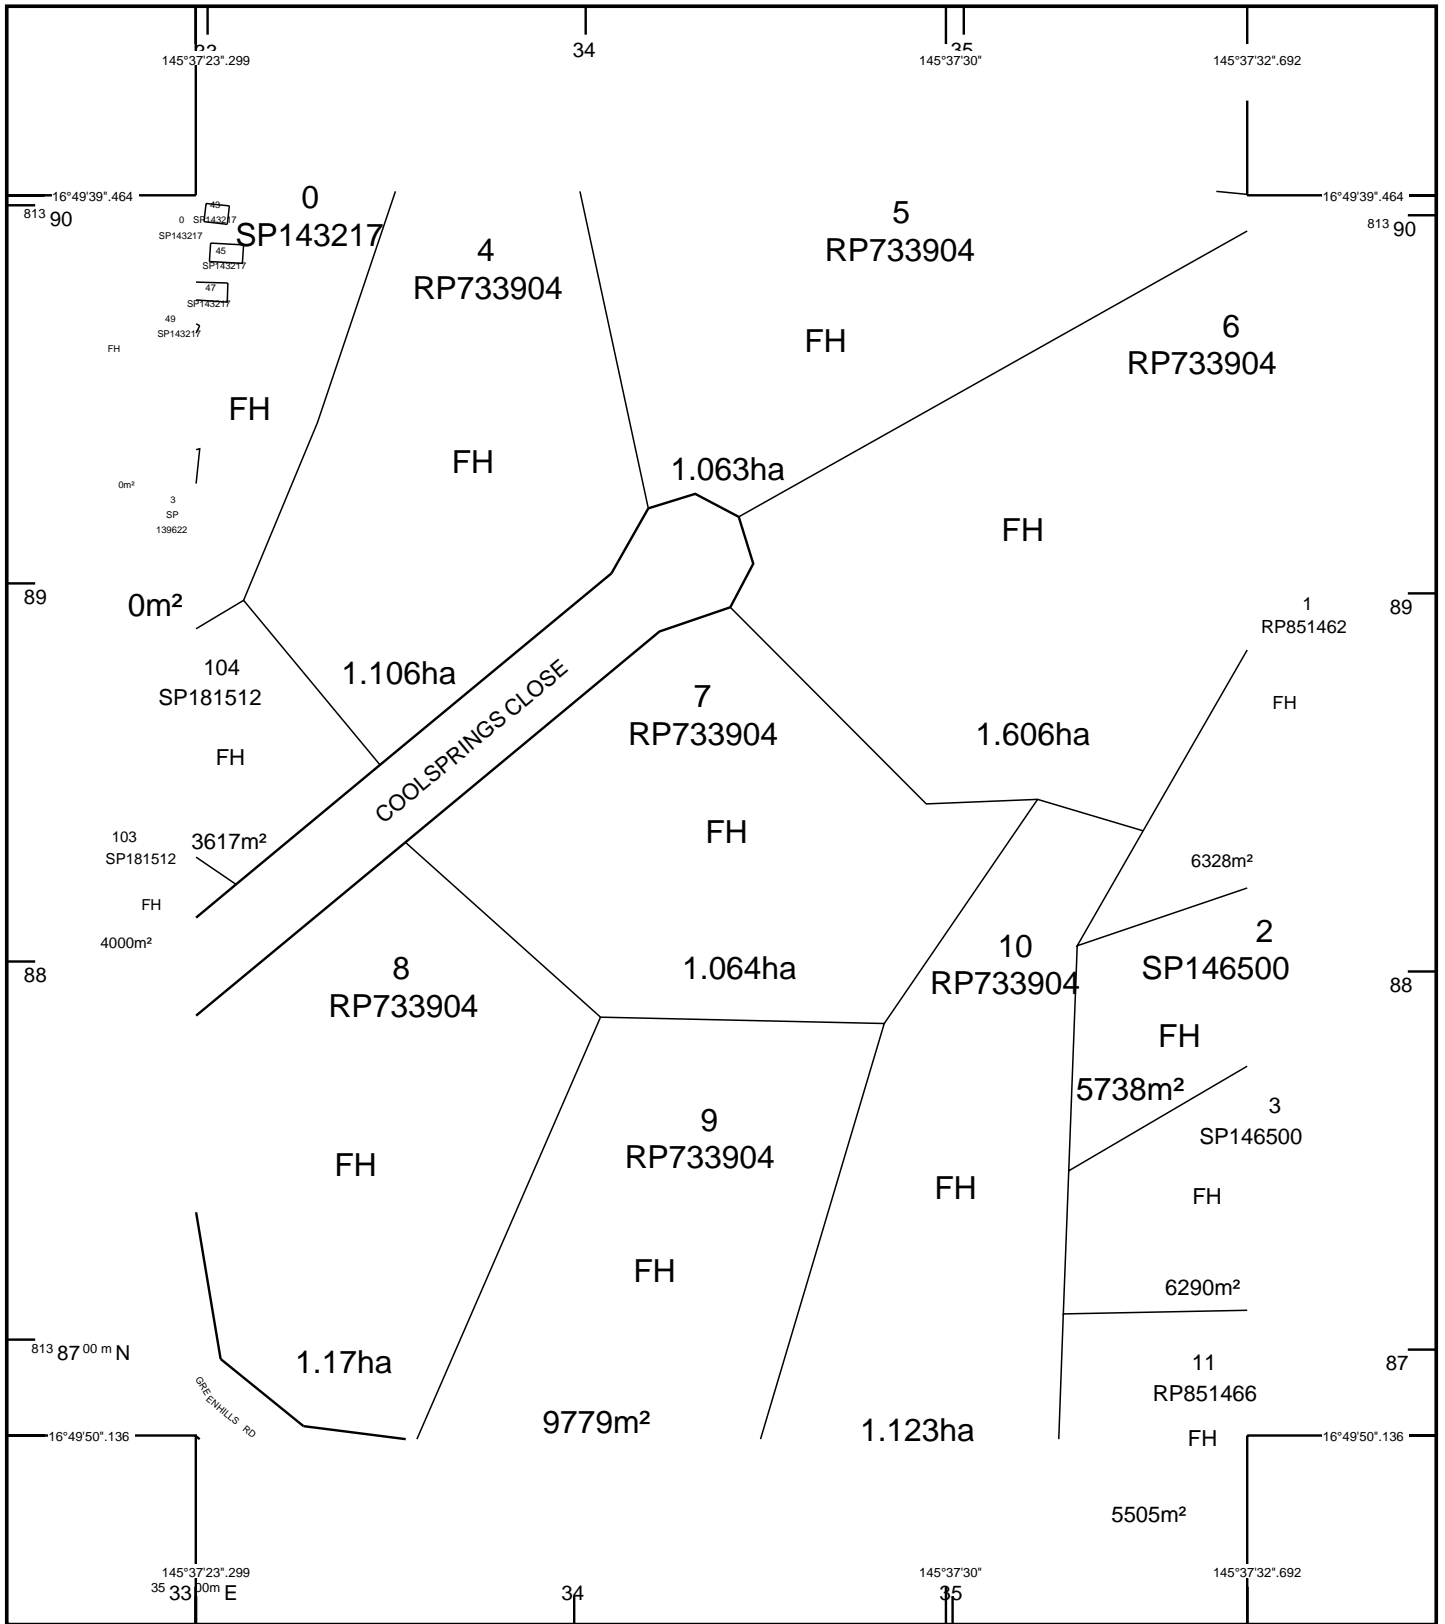 33
34
35
145°37'23".299
145°37'30"
145°37'32".692
16°49'39".464
16°49'39".464
813 90
813 90
43
SP143217
0
SP143217
45
SP143217
47
SP143217
49
SP143217
FH
0
SP143217
FH
0m²
4
RP733904
FH
1.106ha
5
RP733904
FH
1.063ha
6
RP733904
FH
1.606ha
0m²
3
SP
139622
89
89
1
RP851462
FH
6328m²
104
SP181512
FH
3617m²
COOLSPRINGS CLOSE
7
RP733904
FH
1.064ha
103
SP181512
FH
4000m²
88
88
8
RP733904
FH
1.17ha
10
RP733904
FH
1.123ha
2
SP146500
FH
5738m²
9
RP733904
FH
9779m²
3
SP146500
FH
6290m²
813 87 00 m N
87
GREENHILLS RD
11
RP851466
FH
5505m²
16°49'50".136
16°49'50".136
145°37'23".299
145°37'30"
145°37'32".692
35 33 00m E
34
35